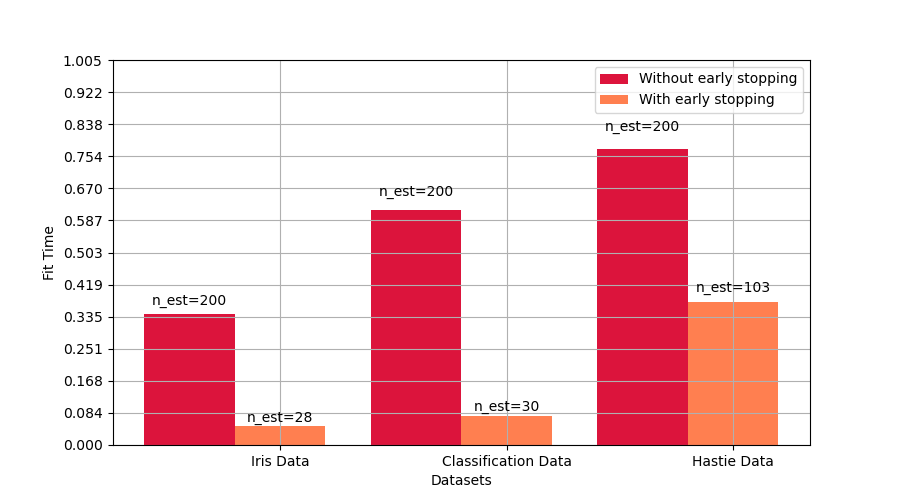 1.005
0.922
0.838
0.754
0.670
0.587
0.503
0.419
0.335
0.251
0.168
0.084
0.000
Fit Time
Without early stopping
With early stopping
n_est=200
n_est=200
n_est=200
n_est=28
n_est=30
n_est=103
Iris Data
Classification Data
Hastie Data
Datasets